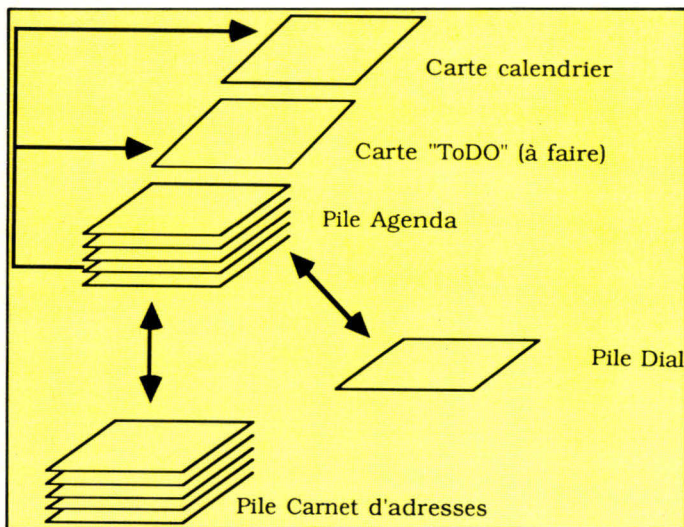 Carte calendrier
Carte "ToDO" (à faire)
Pile Agenda
Pile Dial
Pile Carnet d'adresses